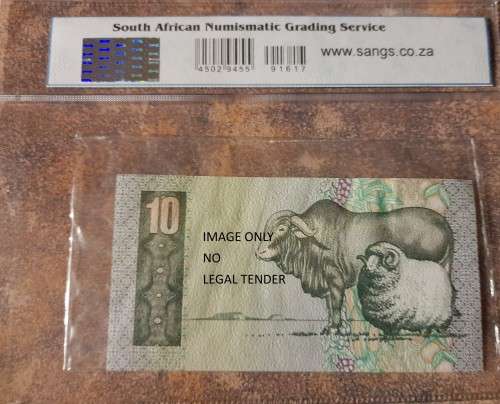 South African Numismatic Grading Service
www.sangs.co.za
4502 9455
91617
10
IMAGE ONLY
NO
LEGAL TENDER